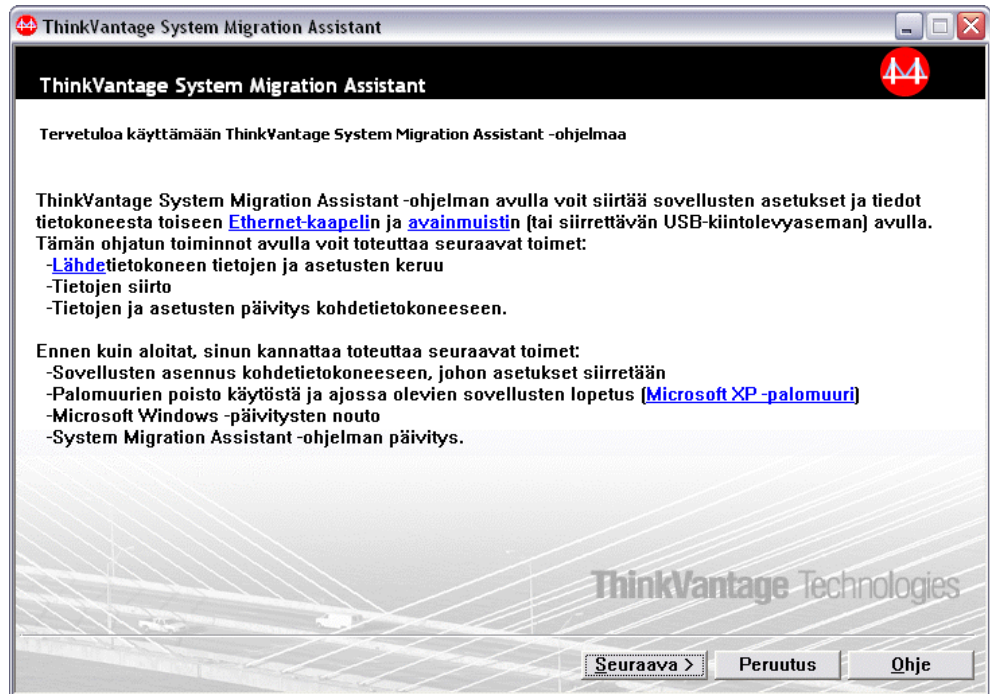 ThinkVantage System Migration Assistant
ThinkVantage System Migration Assistant
Tervetuloa käyttämään ThinkVantage System Migration Assistant -ohjelmaa
ThinkVantage System Migration Assistant -ohjelman avulla voit siirtää sovellusten asetukset ja tiedot
tietokoneesta toiseen Ethernet-kaapelin ja avainmuistin (tai siirrettävän USB-kiintolevyaseman) avulla.
Tämän ohjatun toiminnot avulla voit toteuttaa seuraavat toimet:
-Lähdetietokoneen tietojen ja asetusten keruu
-Tietojen siirto
-Tietojen ja asetusten päivitys kohdetietokoneeseen.
Ennen kuin aloitat, sinun kannattaa toteuttaa seuraavat toimet:
-Sovellusten asennus kohdetietokoneeseen, johon asetukset siirretään
-Palomuurien poisto käytöstä ja ajossa olevien sovellusten lopetus (Microsoft XP -palomuuri)
-Microsoft Windows -päivitysten nouto
-System Migration Assistant -ohjelman päivitys.
ThinkVantage Technologies
Seuraava > Peruutus Ohje